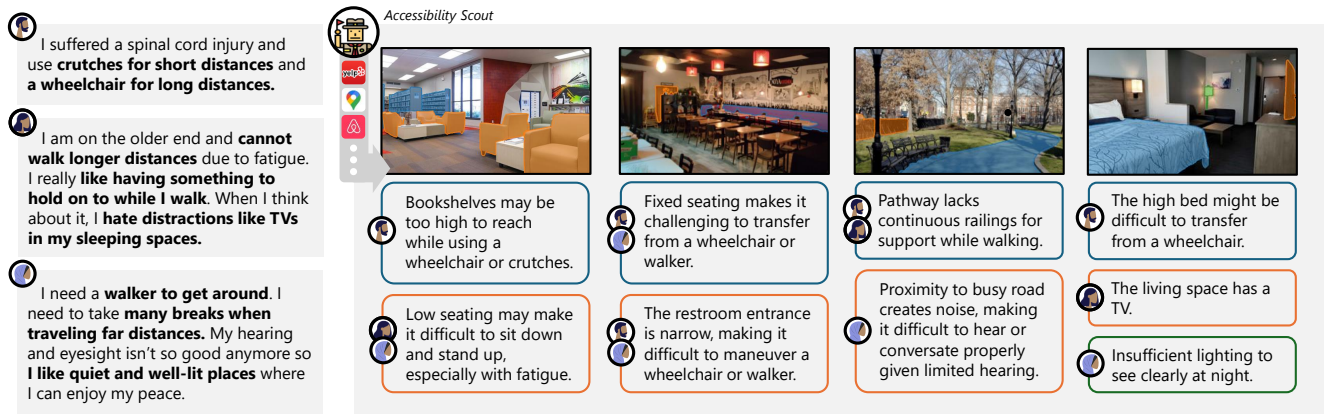 Accessibility Scout
I suffered a spinal cord injury and
use crutches for short distances and
a wheelchair for long distances.
I am on the older end and cannot
walk longer distances due to fatigue.
I really like having something to
hold on to while I walk. When I think
about it, I hate distractions like TVs
in my sleeping spaces.
I need a walker to get around. I
need to take many breaks when
traveling far distances. My hearing
and eyesight isn't so good anymore so
I like quiet and well-lit places where
I can enjoy my peace.
yelp
Bookshelves may be
too high to reach
while using a
wheelchair or crutches.
Low seating may make
it difficult to sit down
and stand up,
especially with fatigue.
Fixed seating makes it
challenging to transfer
from a wheelchair or
walker.
The restroom entrance
is narrow, making it
difficult to maneuver a
wheelchair or walker.
Pathway lacks
continuous railings for
support while walking.
Proximity to busy road
creates noise, making
it difficult to hear or
conversate properly
given limited hearing.
The high bed might be
difficult to transfer
from a wheelchair.
The living space has a
TV.
Insufficient lighting to
see clearly at night.